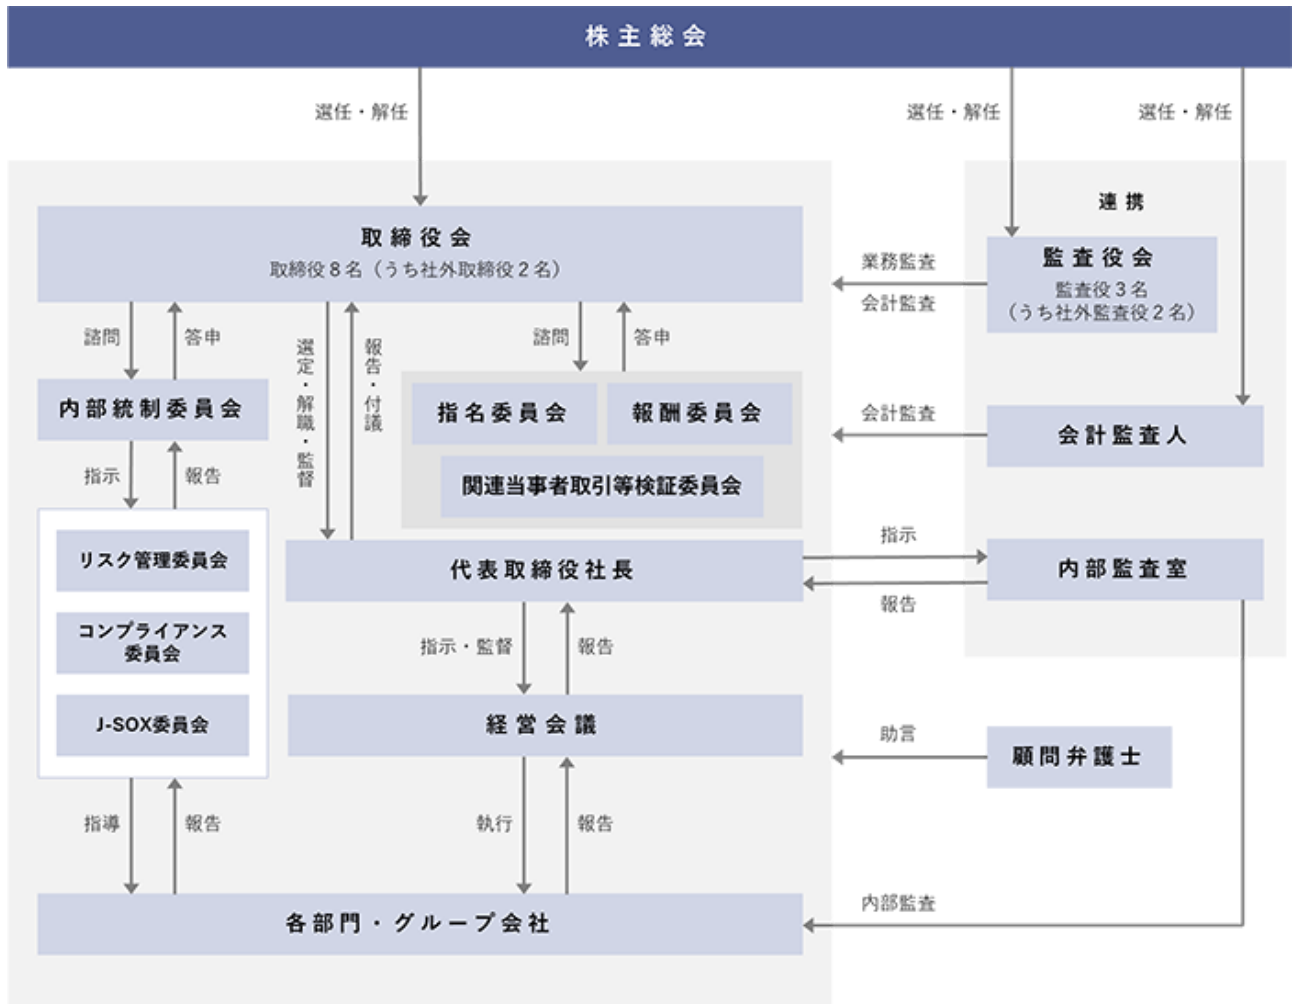 株主総会
選任・解任
選任・解任
選任・解任
連携
取締役会
取締役8名（うち社外取締役2名）
監査役会
監査役3名
（うち社外監査役2名）
業務監査
会計監査
諮問
答申
選定・解職・監督
報告・付議
諮問
答申
内部統制委員会
指名委員会
報酬委員会
関連当事者取引等検証委員会
会計監査
会計監査人
指示
報告
リスク管理委員会
コンプライアンス
委員会
J-SOX委員会
代表取締役社長
指示
報告
内部監査室
指示・監督
報告
経営会議
助言
顧問弁護士
指導
報告
執行
報告
内部監査
各部門・グループ会社